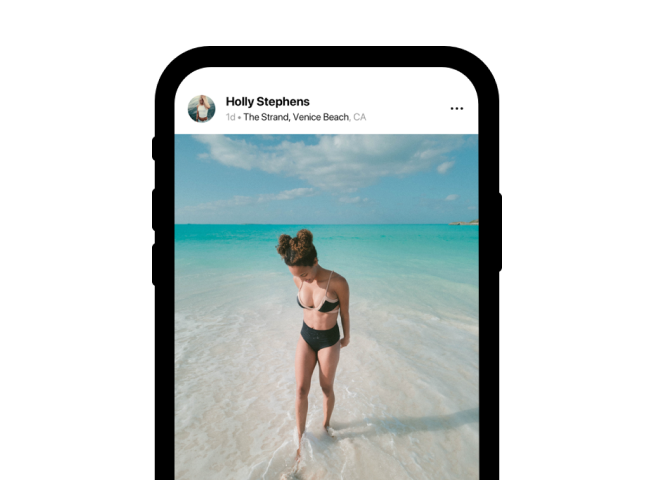 Holly Stephens
1d • The Strand, Venice Beach, CA